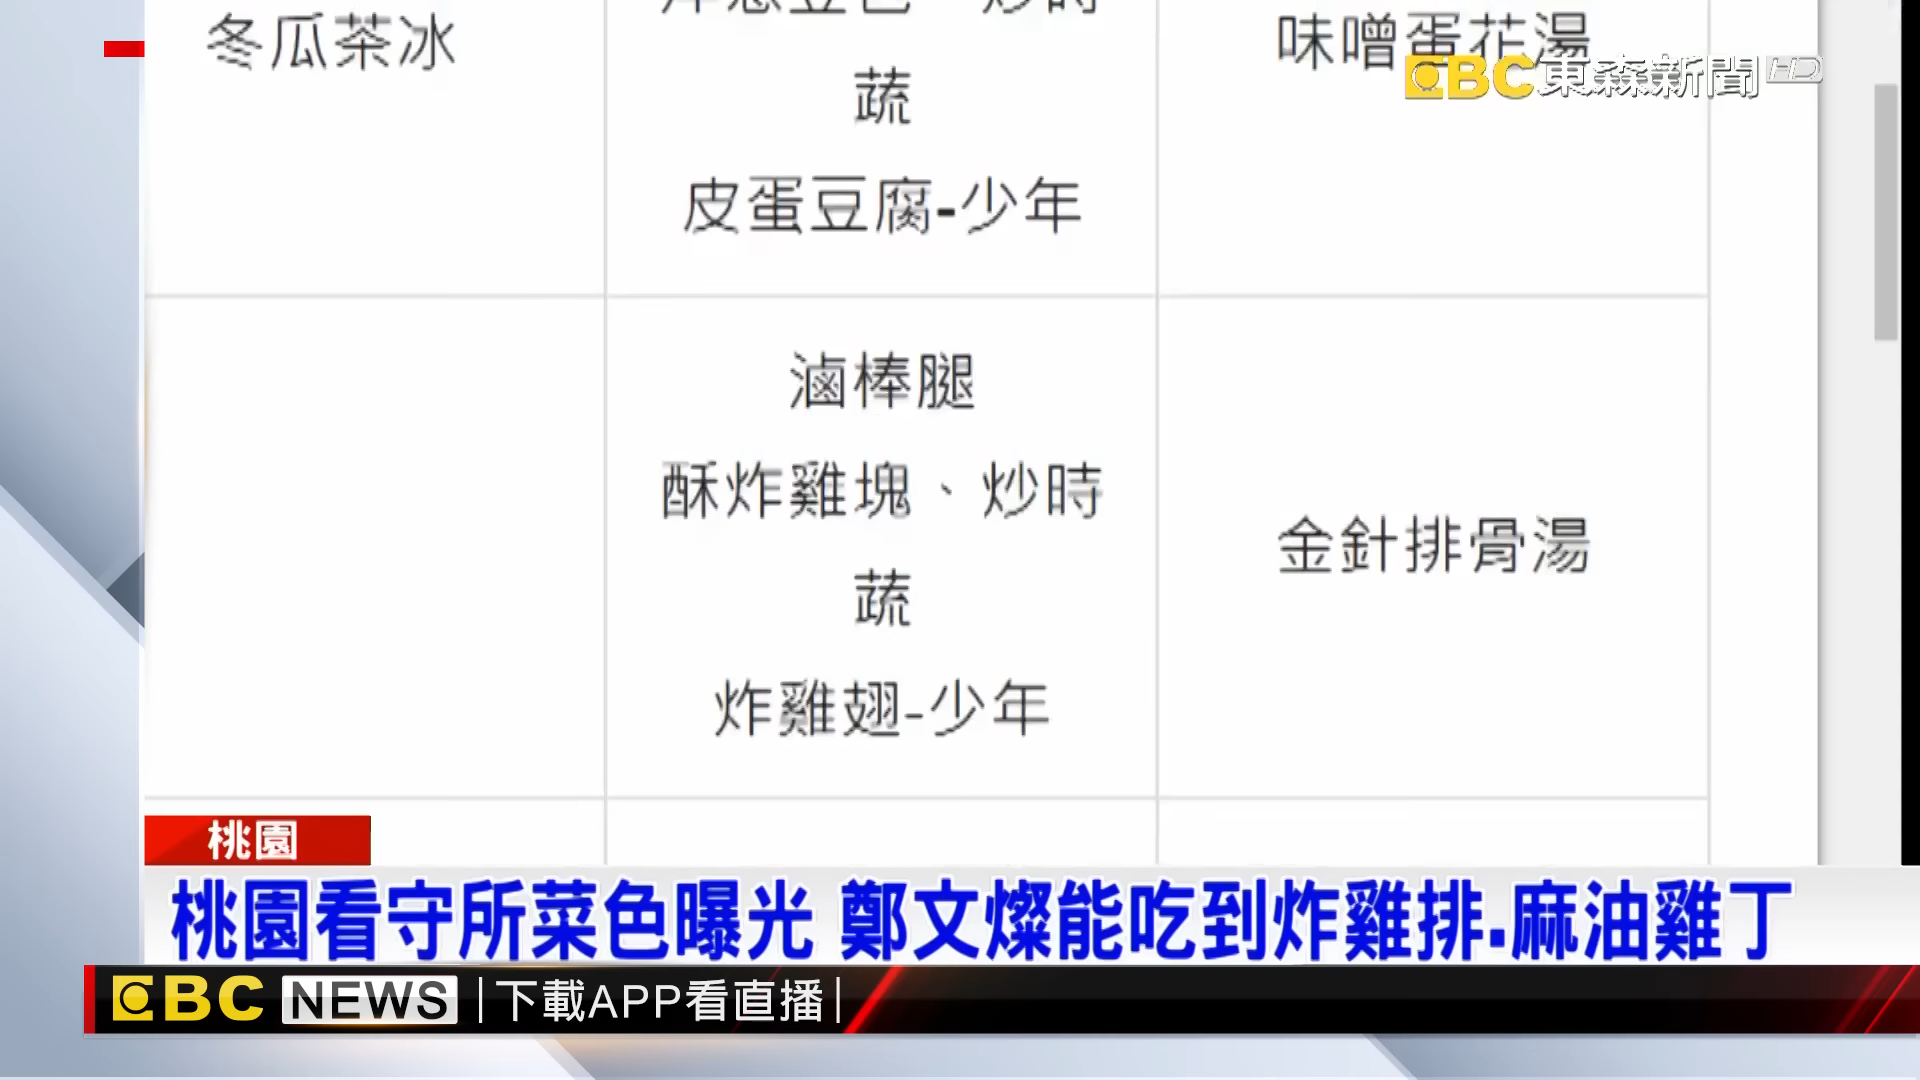 冬瓜茶冰
蔬
皮蛋豆腐-少年
味噌蛋花湯
EBC東森新聞HD
滷棒腿
酥炸雞塊、炒時
蔬
炸雞翅-少年
金針排骨湯
桃園
桃園看守所菜色曝光 鄭文燦能吃到炸雞排.麻油雞丁
EBC NEWS |下載APP看直播|